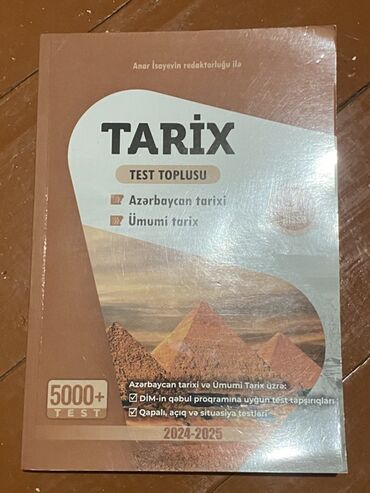 Anar İsayevin redaktorluğu ilə
TARİX
TEST TOPLUSU
Azərbaycan tarixi
Ümumi tarix
Azərbaycan tarixi və Ümumi Tarix üzrə:
DİM-in qəbul proqramına uyğun test tapşırıqları
Qapalı, açıq və situasiya testləri
5000+
TEST
2024-2025